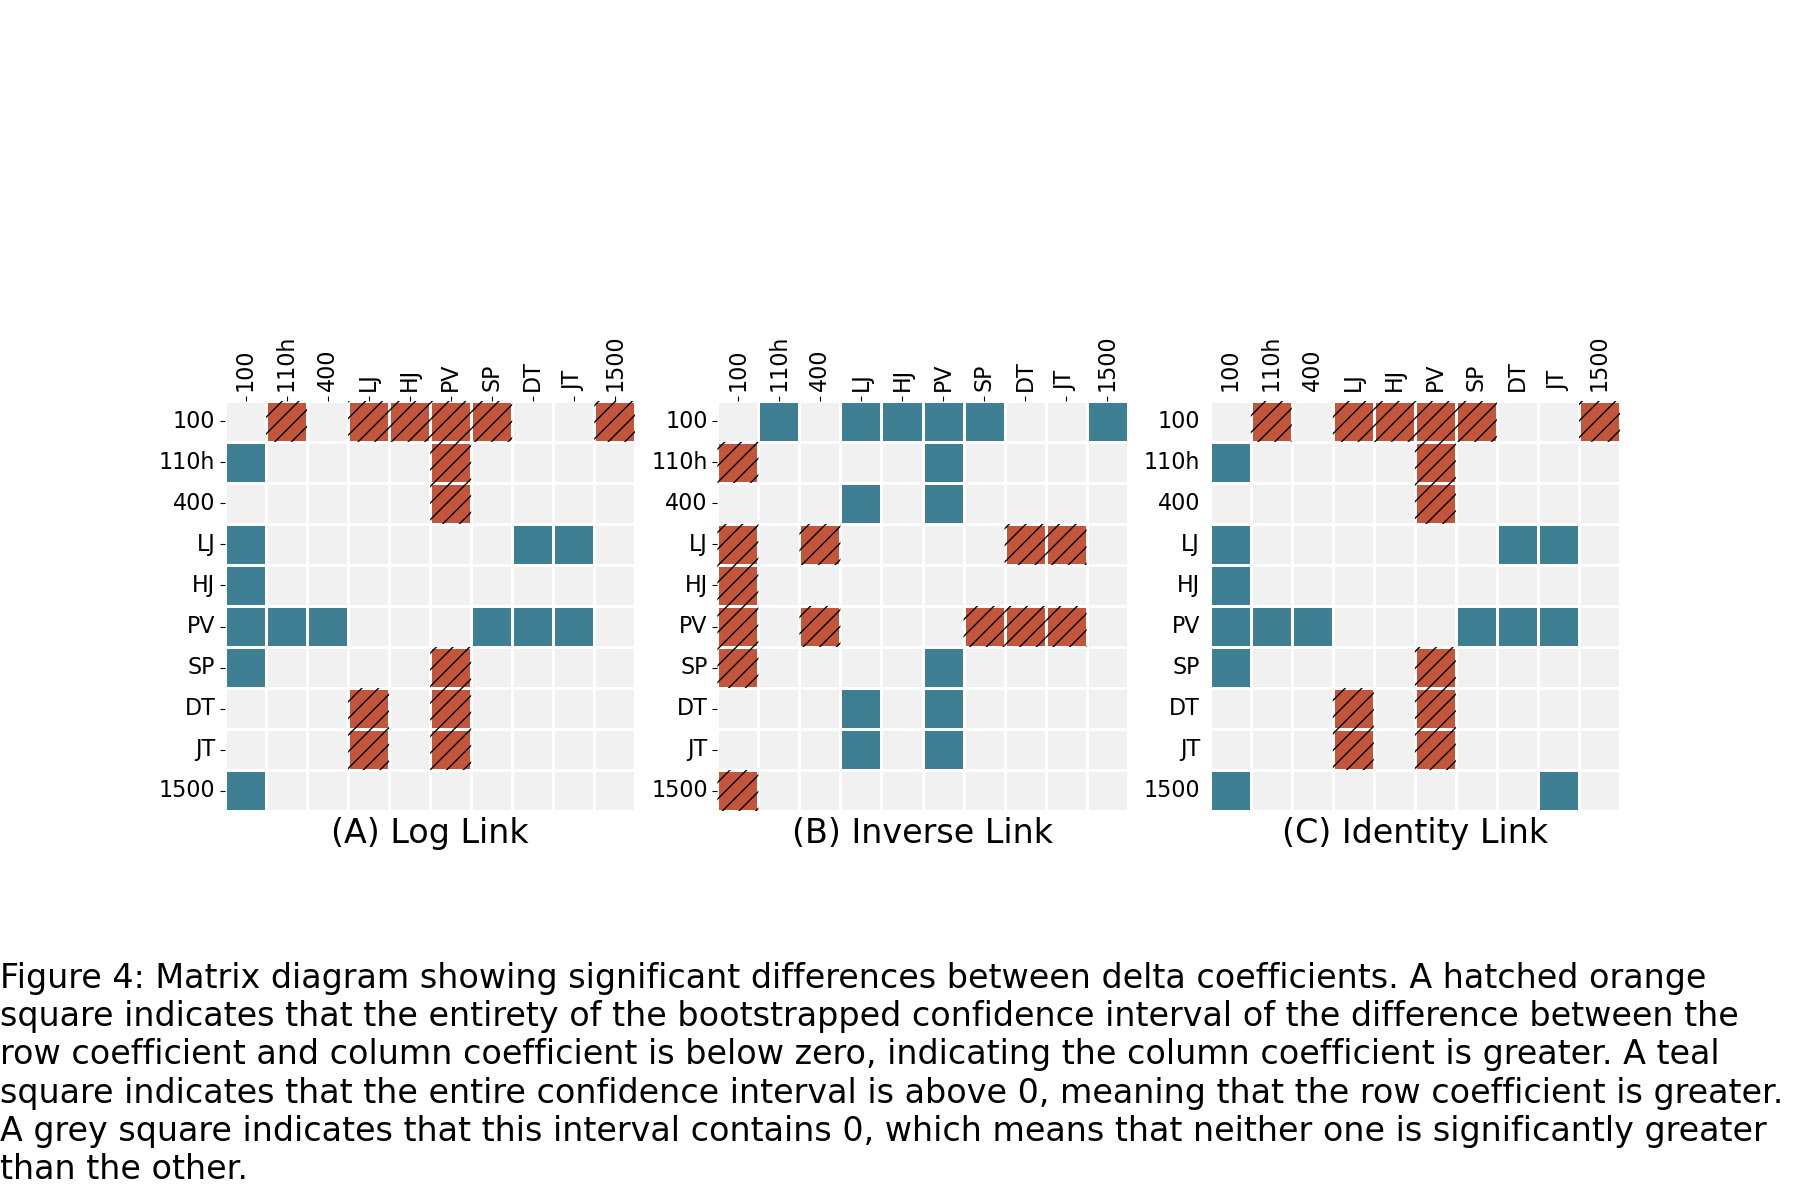 100 110h 400 LJ HJ PV SP DT JT 1500
100 110h 400 LJ HJ PV SP DT JT 1500
100 110h 400 LJ HJ PV SP DT JT 1500
100 100 100
110h 110h 110h
400 400 400
LJ LJ LJ
HJ HJ HJ
PV PV PV
SP SP SP
DT DT DT
JT JT JT
1500 1500 1500
(A) Log Link (B) Inverse Link (C) Identity Link
Figure 4: Matrix diagram showing significant differences between delta coefficients. A hatched orange
square indicates that the entirety of the bootstrapped confidence interval of the difference between the
row coefficient and column coefficient is below zero, indicating the column coefficient is greater. A teal
square indicates that the entire confidence interval is above 0, meaning that the row coefficient is greater.
A grey square indicates that this interval contains 0, which means that neither one is significantly greater
than the other.